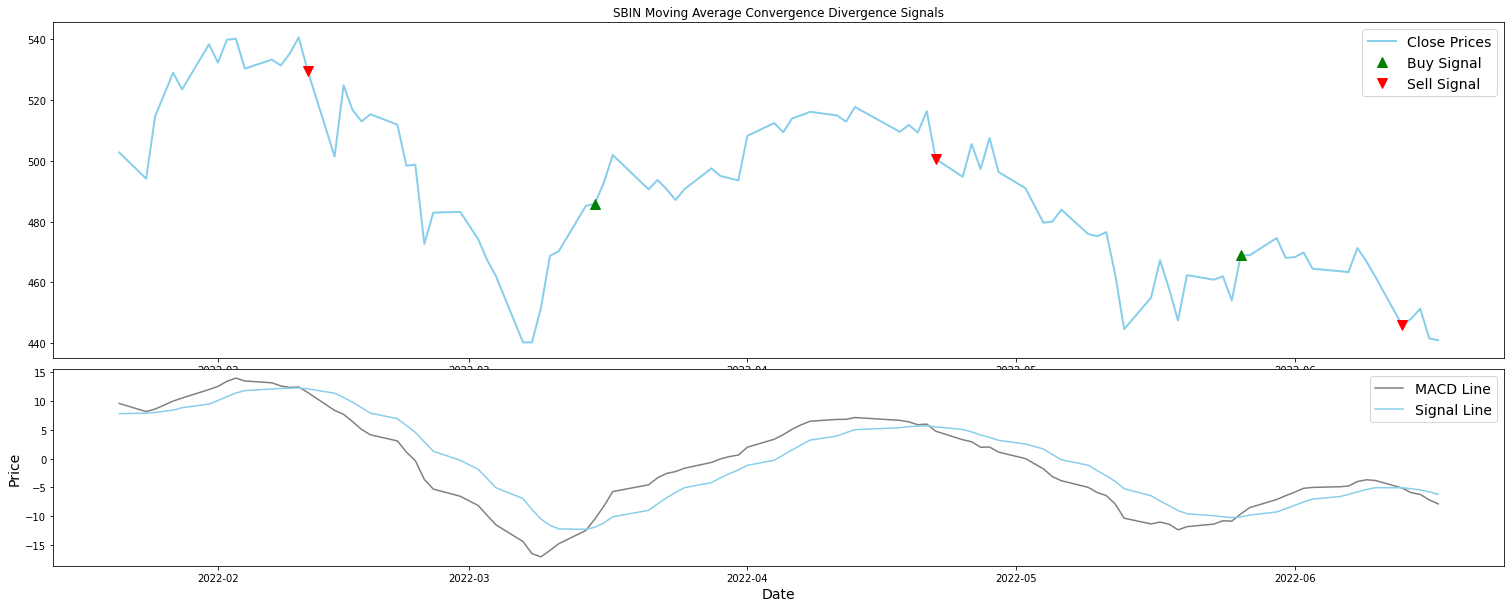 SBIN Moving Average Convergence Divergence Signals
540
520
500
480
460
440
Close Prices
Buy Signal
Sell Signal
2022-02 2022-03 2022-04 2022-05 2022-06
15
10
5
0
−5
−10
−15
Price
MACD Line
Signal Line
2022-02 2022-03 2022-04 2022-05 2022-06
Date